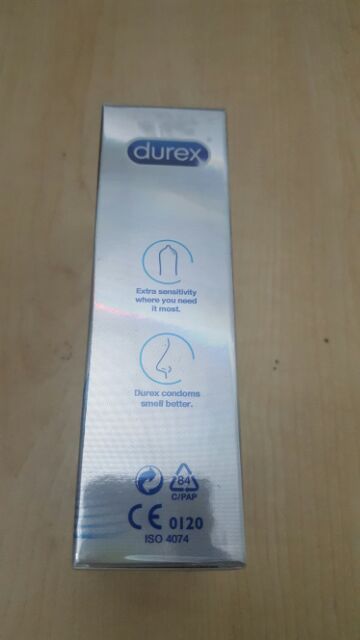 durex
Extra sensitivity
where you need
it most.
Durex condoms
smell better.
84
C/PAP
CE 0120
ISO 4074